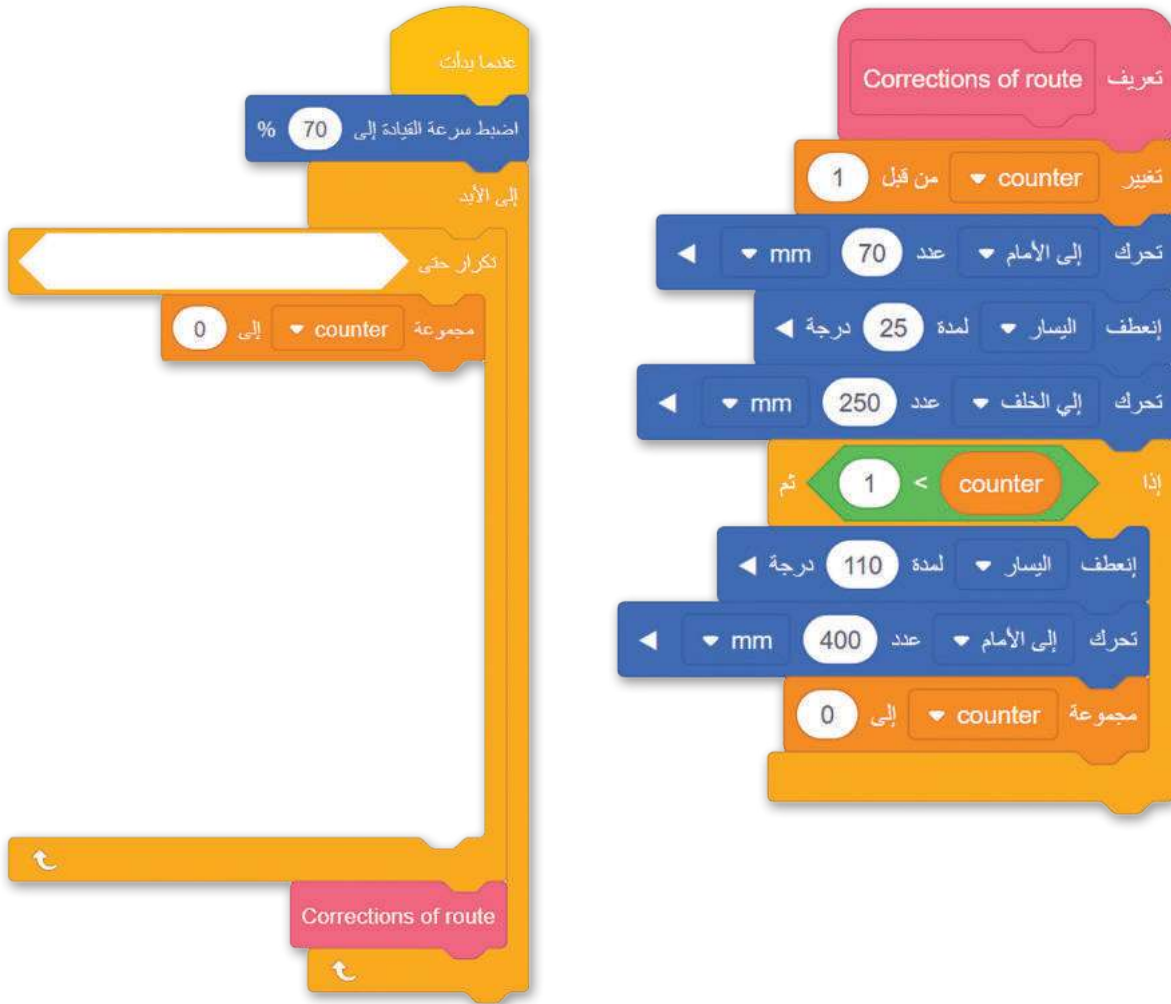 عندما بدأت
اضبط سرعة القيادة إلى 70 %
إلى الأبد
تكرار حتى
مجموعة counter إلى 0
Corrections of route
تعريف Corrections of route
تغيير counter من قبل 1
تحرك إلى الأمام عدد 70 mm
إنعطف اليسار لمدة 25 درجة
تحرك إلي الخلف عدد 250 mm
إذا counter > 1 ثم
إنعطف اليسار لمدة 110 درجة
تحرك إلى الأمام عدد 400 mm
مجموعة counter إلى 0